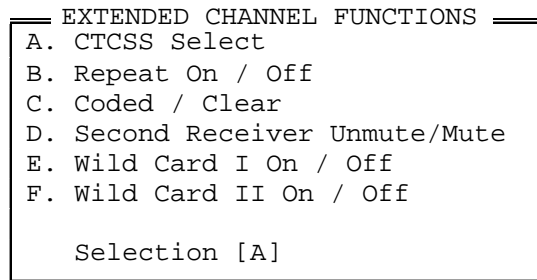 EXTENDED CHANNEL FUNCTIONS
A. CTCSS Select
B. Repeat On / Off
C. Coded / Clear
D. Second Receiver Unmute/Mute
E. Wild Card I On / Off
F. Wild Card II On / Off
Selection [A]